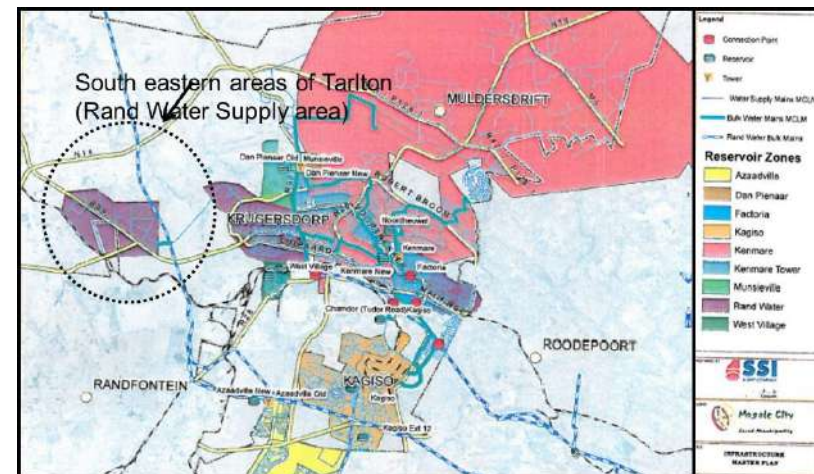 South eastern areas of Tarlton
(Rand Water Supply area)
MULDERSDRIFT
Dan Pienaar Old
Munsieville
Dan Pienaar New
ROBERT BROOM
KRUGERSDORP
Noordheuwel
Kenmare
West Village
Kenmare New
Factoria
Chamdor (Tudor Road)
Kagiso
ROODEPOORT
RANDFONTEIN
KAGISO
Azaadville New
Azaadville Old
Kagiso
Kagiso Ext 12
N14
Legend
Connection Point
Reservoir
Tower
Water Supply Mains MCLM
Bulk Water Mains MCLM
Rand Water Bulk Mains
Reservoir Zones
Azaadville
Dan Pienaar
Factoria
Kagiso
Kenmare
Kenmare Tower
Munsieville
Rand Water
West Village
SSI
Mogale City
Local Municipality
INFRASTRUCTURE
MASTER PLAN